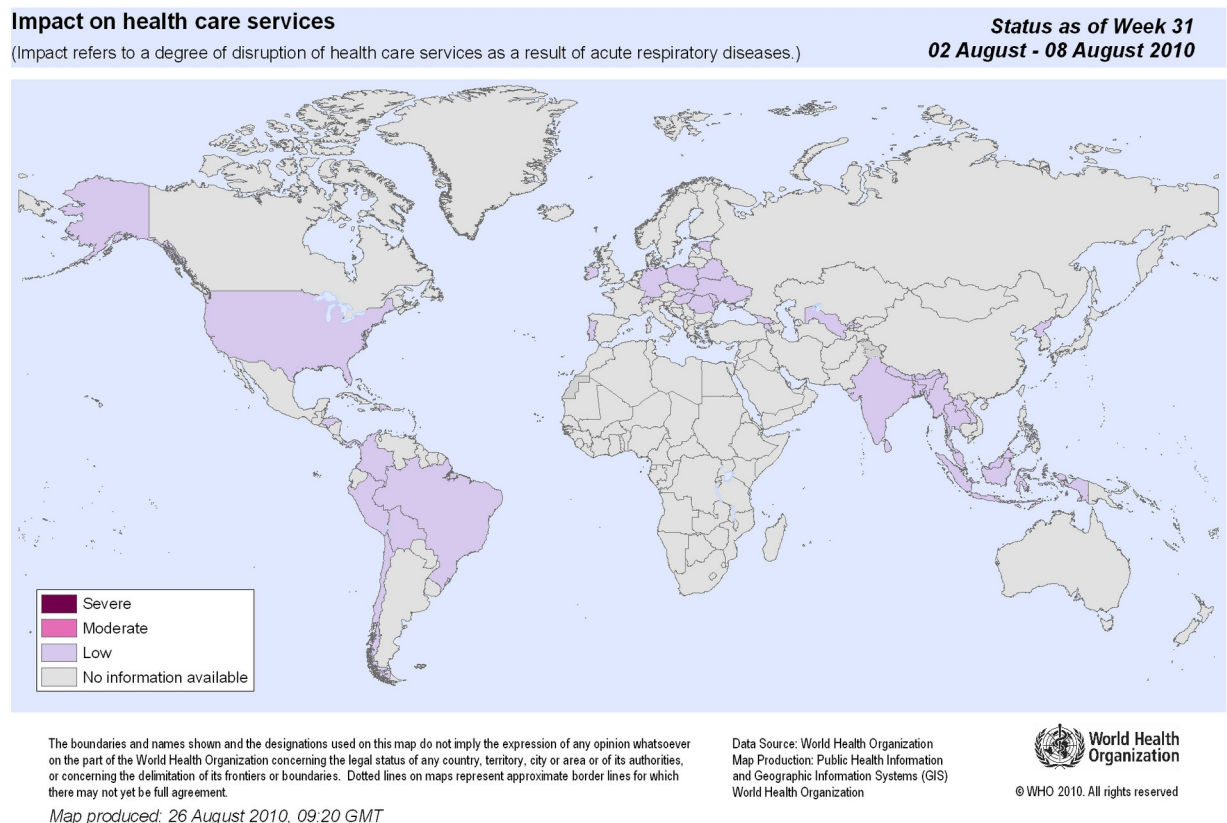 Impact on health care services
(Impact refers to a degree of disruption of health care services as a result of acute respiratory diseases.)
Status as of Week 31
02 August - 08 August 2010
Severe
Moderate
Low
No information available
The boundaries and names shown and the designations used on this map do not imply the expression of any opinion whatsoever
on the part of the World Health Organization concerning the legal status of any country, territory, city or area or of its authorities,
or concerning the delimitation of its frontiers or boundaries.  Dotted lines on maps represent approximate border lines for which
there may not yet be full agreement.
Map produced: 26 August 2010, 09:20 GMT
Data Source: World Health Organization
Map Production: Public Health Information
and Geographic Information Systems (GIS)
World Health Organization
World Health
Organization
© WHO 2010. All rights reserved